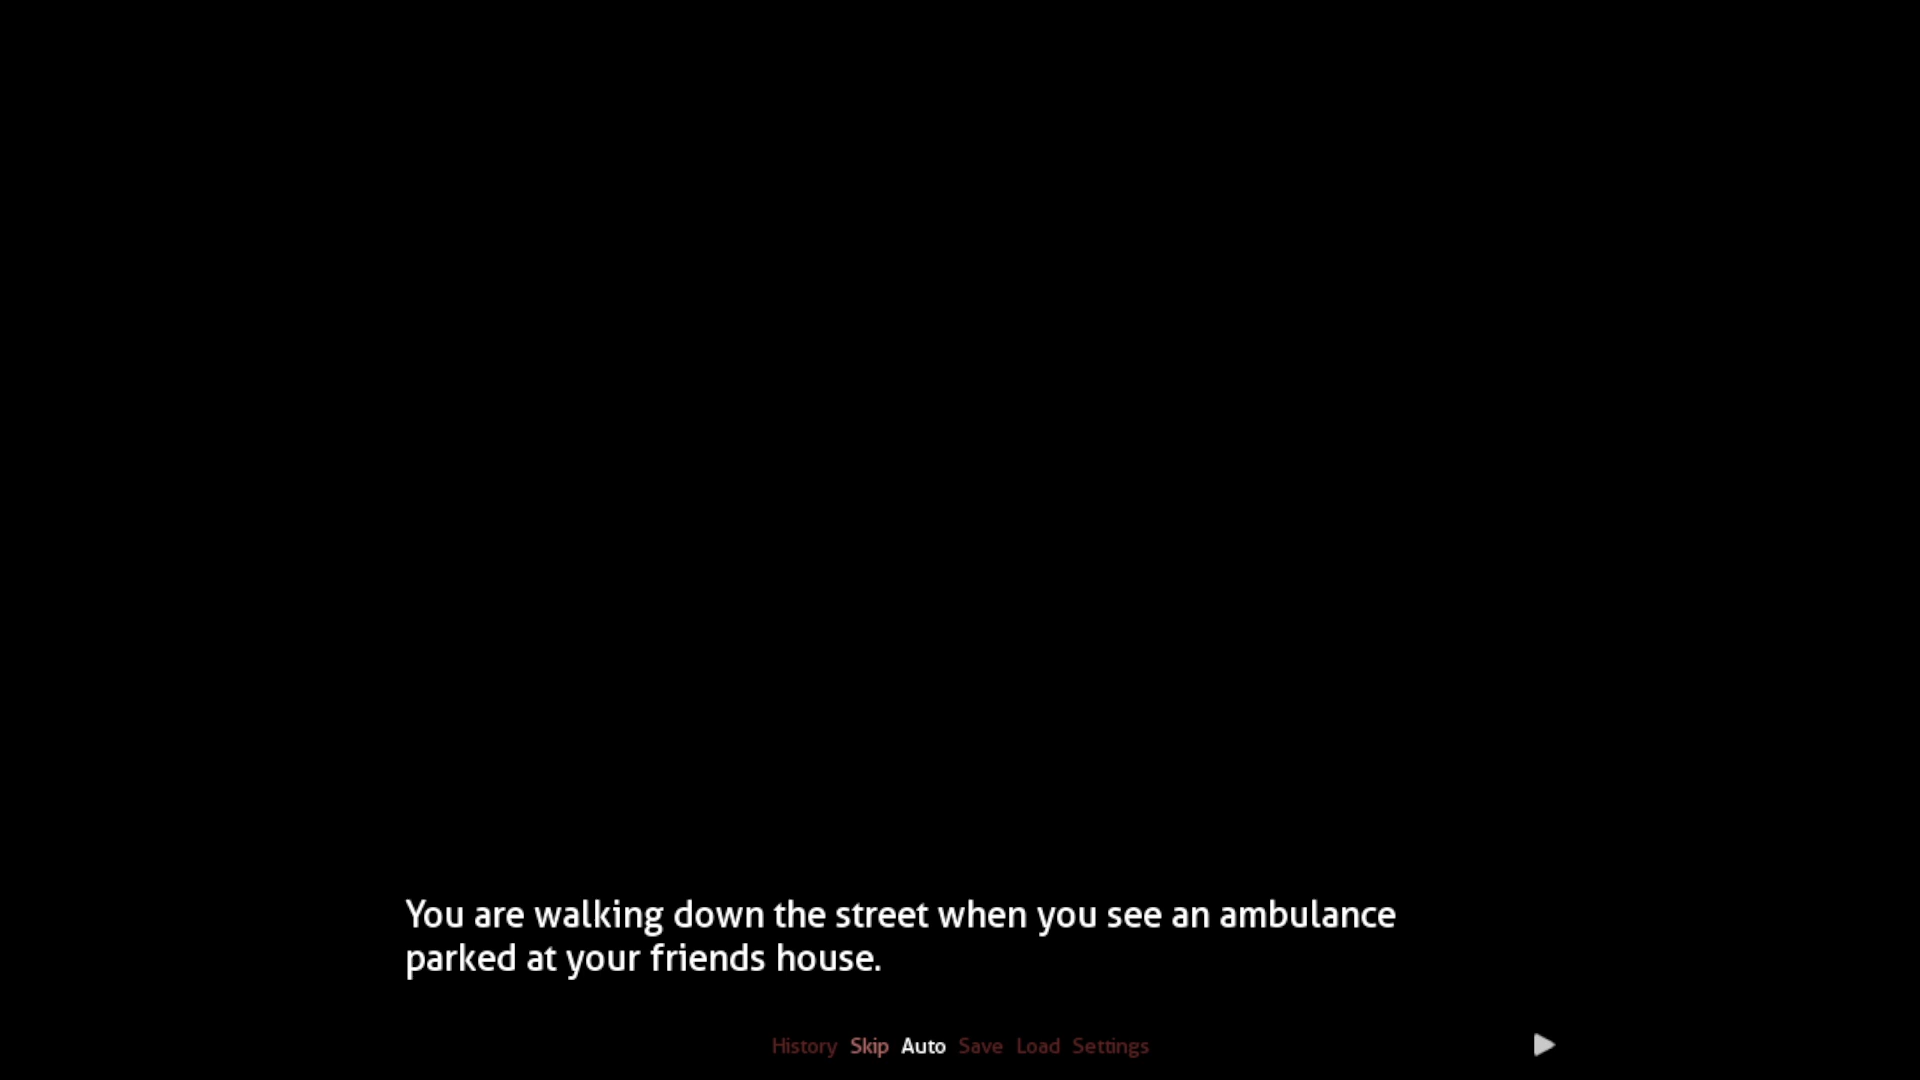 You are walking down the street when you see an ambulance
parked at your friends house.
History Skip Auto Save Load Settings